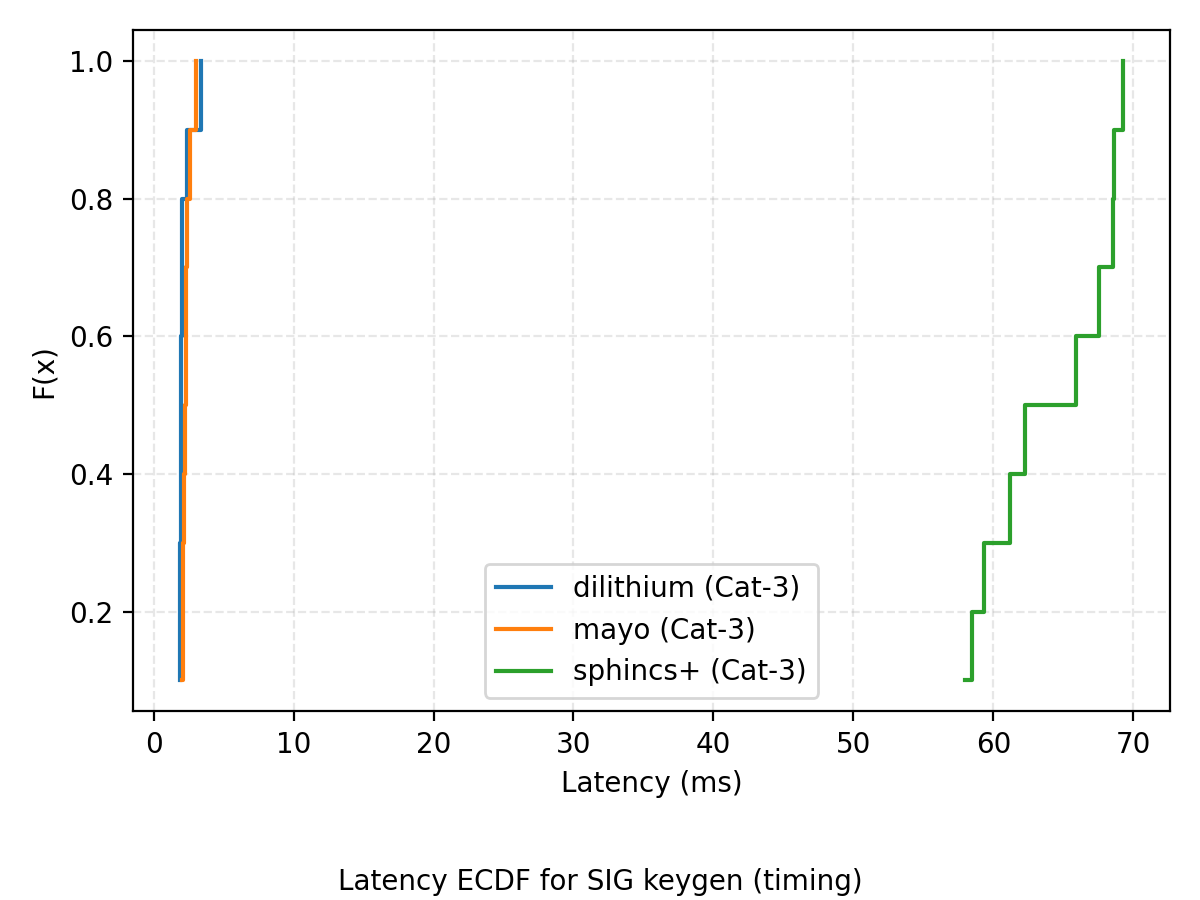 1.0
0.8
0.6
0.4
0.2
F(x)
dilithium (Cat-3)
mayo (Cat-3)
sphincs+ (Cat-3)
0 10 20 30 40 50 60 70
Latency (ms)
Latency ECDF for SIG keygen (timing)